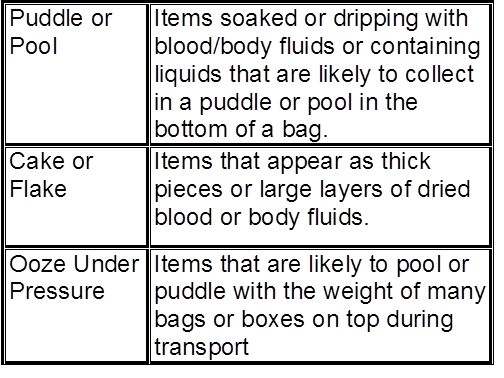 Puddle or
Pool
Items soaked or dripping with
blood/body fluids or containing
liquids that are likely to collect
in a puddle or pool in the
bottom of a bag.
Cake or
Flake
Items that appear as thick
pieces or large layers of dried
blood or body fluids.
Ooze Under
Pressure
Items that are likely to pool or
puddle with the weight of many
bags or boxes on top during
transport